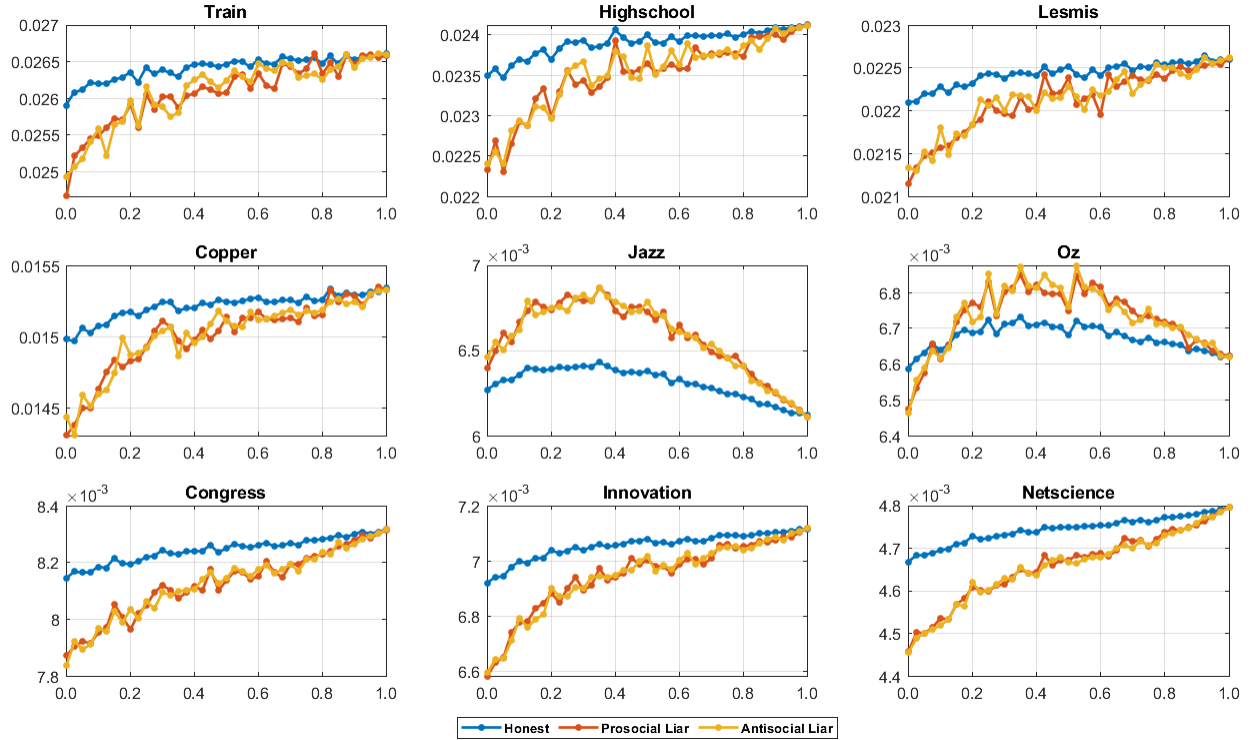 Train
0.027
0.0265
0.026
0.0255
0.025
0.0 0.2 0.4 0.6 0.8 1.0
Highschool
0.024
0.0235
0.023
0.0225
0.022
0.0 0.2 0.4 0.6 0.8 1.0
Lesmis
0.023
0.0225
0.022
0.0215
0.021
0.0 0.2 0.4 0.6 0.8 1.0
Copper
0.0155
0.015
0.0145
0.0 0.2 0.4 0.6 0.8 1.0
Jazz
×10⁻³
7
6.5
6
0.0 0.2 0.4 0.6 0.8 1.0
Oz
×10⁻³
6.8
6.7
6.6
6.5
6.4
0.0 0.2 0.4 0.6 0.8 1.0
Congress
×10⁻³
8.4
8.2
8
7.8
0.0 0.2 0.4 0.6 0.8 1.0
Innovation
×10⁻³
7.2
7
6.8
6.6
0.0 0.2 0.4 0.6 0.8 1.0
Netscience
×10⁻³
4.8
4.7
4.6
4.5
4.4
0.0 0.2 0.4 0.6 0.8 1.0
Honest Prosocial Liar Antisocial Liar